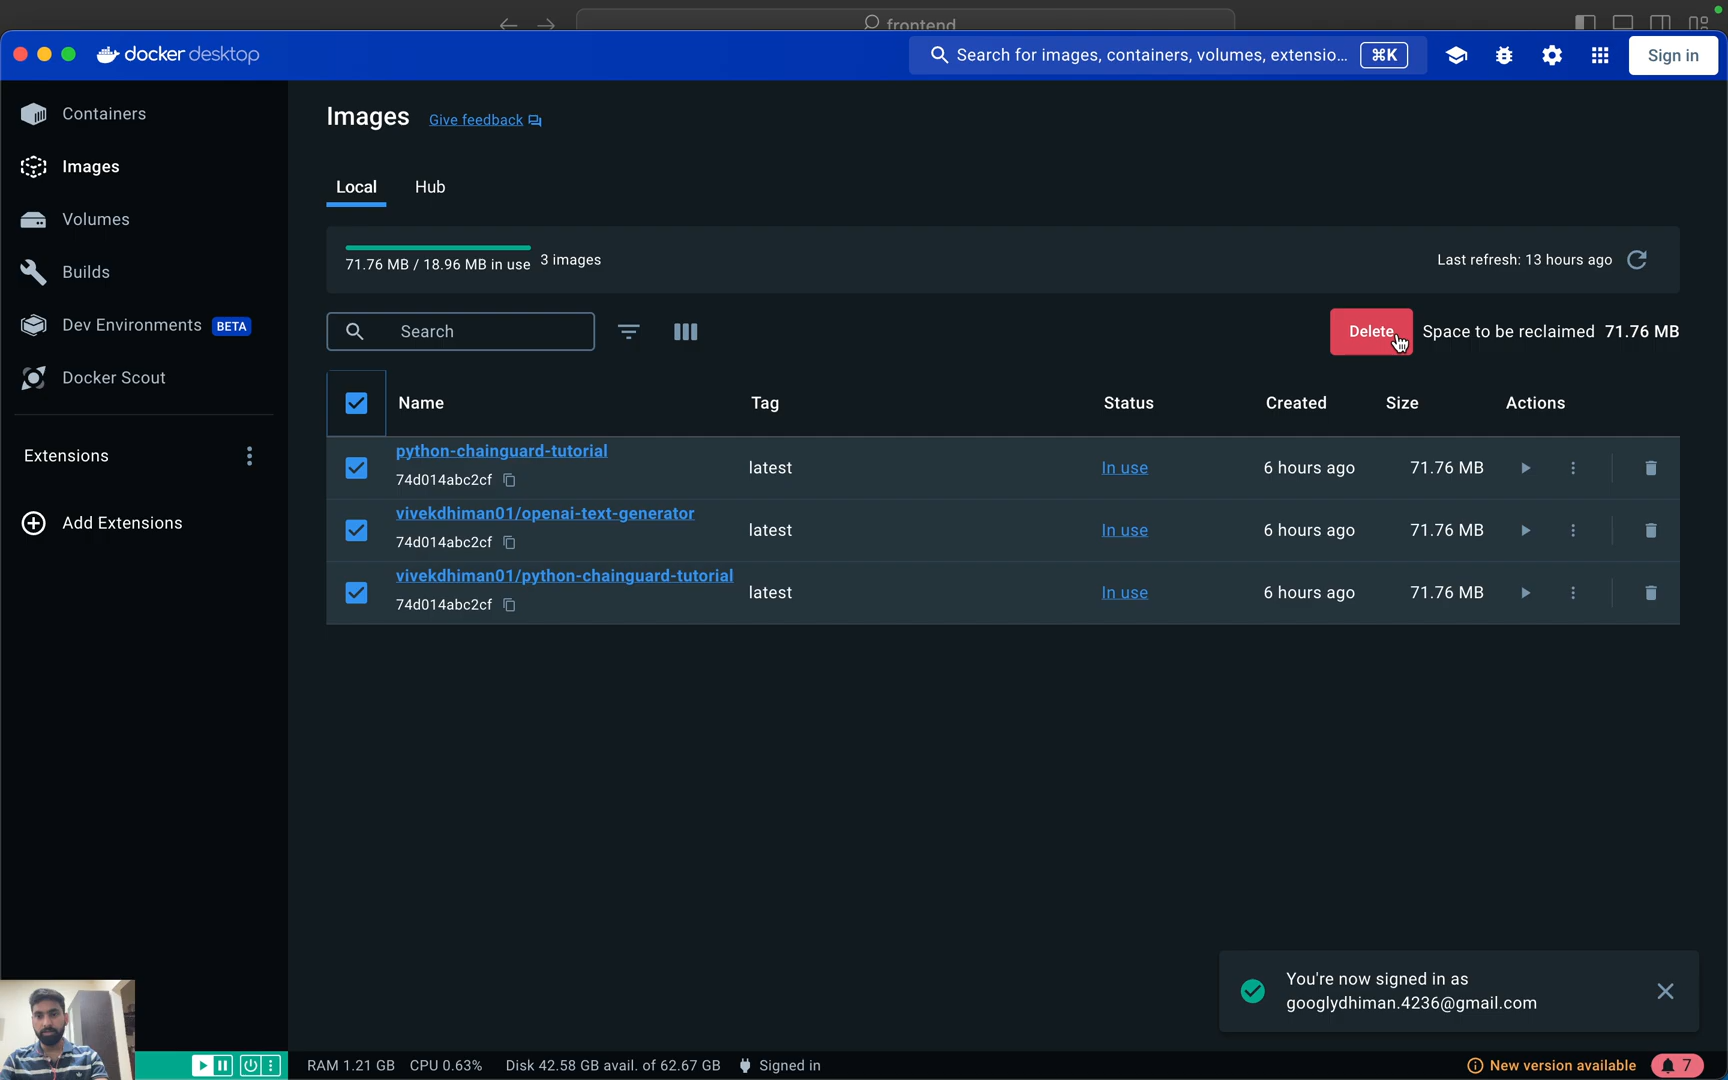 frontend
docker desktop
Search for images, containers, volumes, extensio... ⌘K
Sign in
Containers
Images
Volumes
Builds
Dev Environments BETA
Docker Scout
Extensions
Add Extensions
Images Give feedback
Local Hub
71.76 MB / 18.96 MB in use 3 images
Last refresh: 13 hours ago
Search
Delete Space to be reclaimed 71.76 MB
Name Tag Status Created Size Actions
python-chainguard-tutorial
74d014abc2cf
latest In use 6 hours ago 71.76 MB
vivekdhiman01/openai-text-generator
74d014abc2cf
latest In use 6 hours ago 71.76 MB
vivekdhiman01/python-chainguard-tutorial
74d014abc2cf
latest In use 6 hours ago 71.76 MB
You're now signed in as
googlydhiman.4236@gmail.com
RAM 1.21 GB CPU 0.63% Disk 42.58 GB avail. of 62.67 GB Signed in
New version available 7